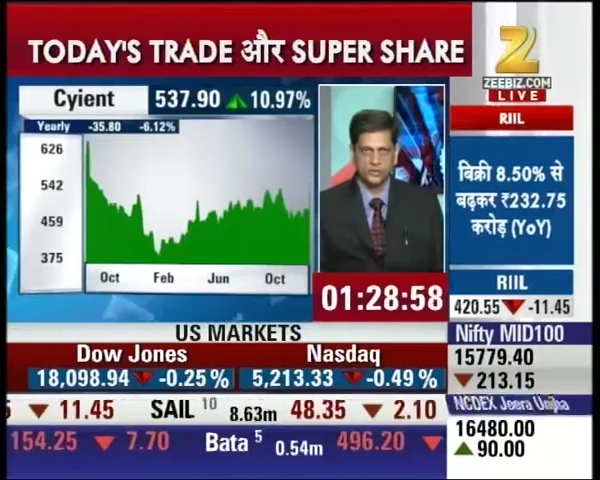 TODAY'S TRADE और SUPER SHARE
ZEEBIZ.COM
LIVE
Cyient 537.90 10.97%
Yearly -35.80 -6.12%
626
542
459
375
Oct Feb Jun Oct
RIIL
बिक्री 8.50% से
बढ़कर ₹232.75
करोड़ (YoY)
RIIL
420.55 -11.45
01:28:58
US MARKETS
Dow Jones Nasdaq
18,098.94 -0.25% 5,213.33 -0.49%
Nifty MID100
15779.40
213.15
NCDEX Jeera Unjha
16480.00
90.00
5 11.45 SAIL 10 8.63m 48.35 2.10
154.25 7.70 Bata 5 0.54m 496.20